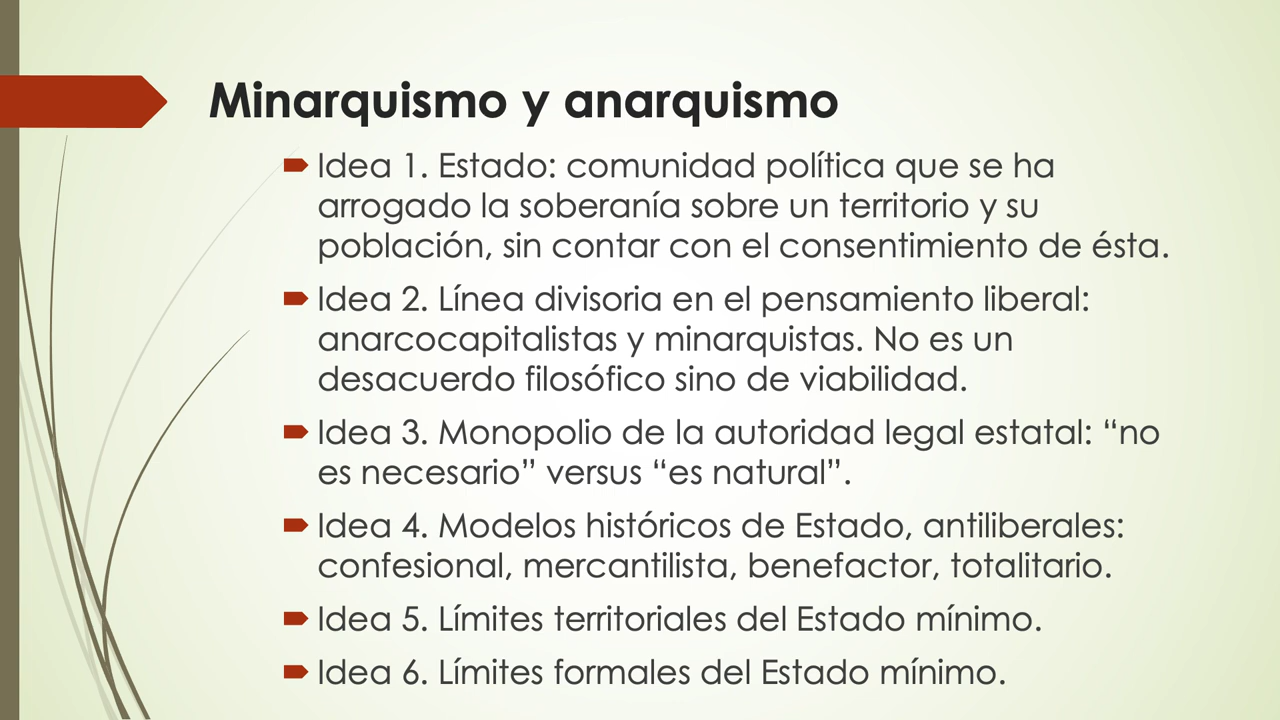 Minarquismo y anarquismo
Idea 1. Estado: comunidad política que se ha
arrogado la soberanía sobre un territorio y su
población, sin contar con el consentimiento de ésta.
Idea 2. Línea divisoria en el pensamiento liberal:
anarcocapitalistas y minarquistas. No es un
desacuerdo filosófico sino de viabilidad.
Idea 3. Monopolio de la autoridad legal estatal: “no
es necesario” versus “es natural”.
Idea 4. Modelos históricos de Estado, antiliberales:
confesional, mercantilista, benefactor, totalitario.
Idea 5. Límites territoriales del Estado mínimo.
Idea 6. Límites formales del Estado mínimo.